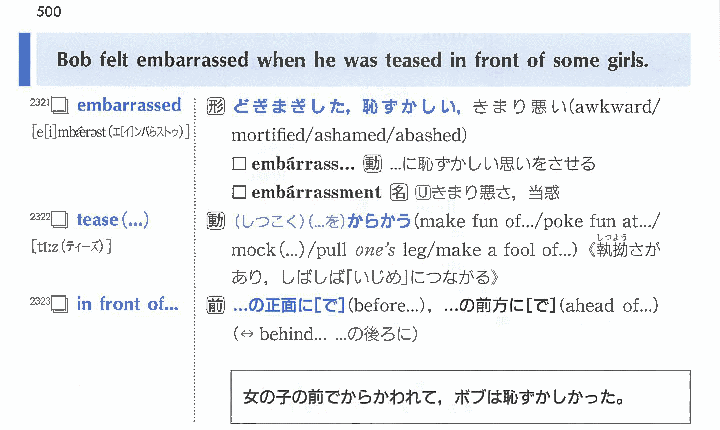 500
Bob felt embarrassed when he was teased in front of some girls.
2321□ embarrassed 形 どぎまぎした，恥ずかしい，きまり悪い(awkward/
[e[i]mbǽrəst(エ[イ]ンバらストゥ)] mortified/ashamed/abashed)
□ embárrass... 動 …に恥ずかしい思いをさせる
□ embárrassment 名 Ⓤきまり悪さ，当惑
2322□ tease(...) 動 (しつこく)(…を)からかう(make fun of.../poke fun at.../
[tíːz(ティーズ)] mock(...)/pull one's leg/make a fool of...)《執拗さが
しつよう
あり，しばしば「いじめ」につながる》
2323□ in front of... 前 …の正面に[で](before...)，…の前方に[で](ahead of...)
(↔ behind... …の後ろに)
女の子の前でからかわれて，ボブは恥ずかしかった。